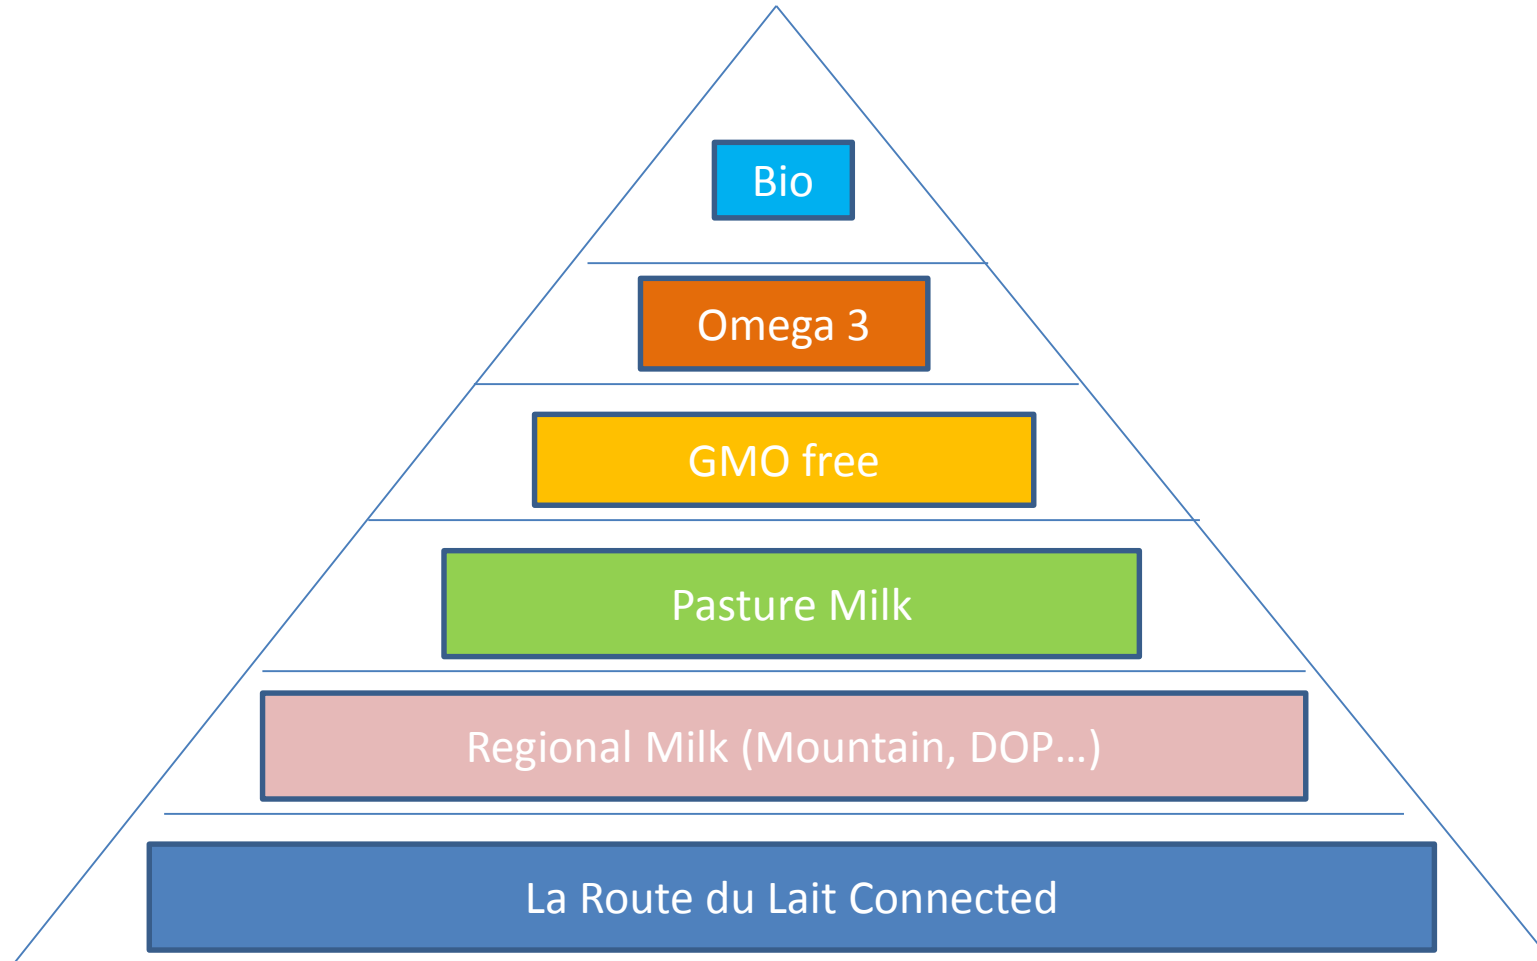 Bio
Omega 3
GMO free
Pasture Milk
Regional Milk (Mountain, DOP…)
La Route du Lait Connected